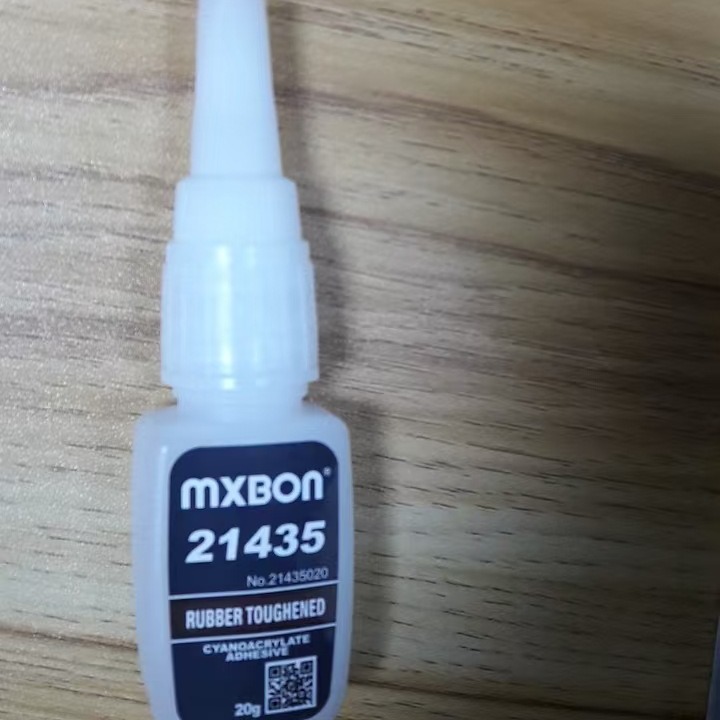 mxBon®
21435
No.21435020
RUBBER TOUGHENED
CYANOACRYLATE
ADHESIVE
20g